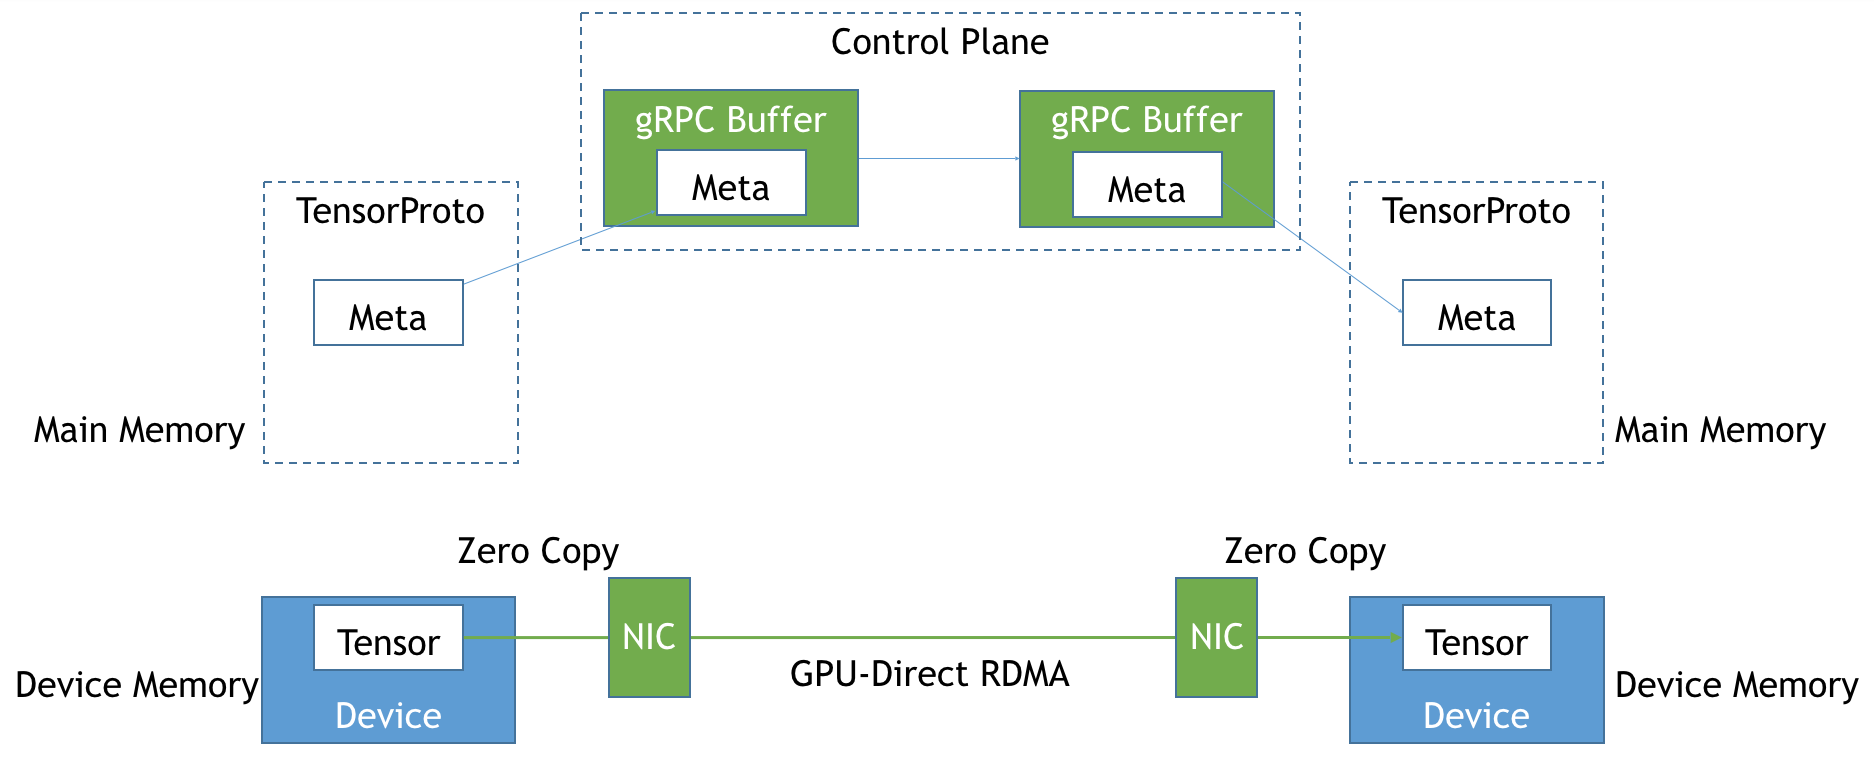 Control Plane
gRPC Buffer
gRPC Buffer
Meta
Meta
TensorProto
TensorProto
Meta
Meta
Main Memory
Main Memory
Zero Copy
Zero Copy
NIC
NIC
Tensor
Tensor
GPU-Direct RDMA
Device Memory
Device Memory
Device
Device